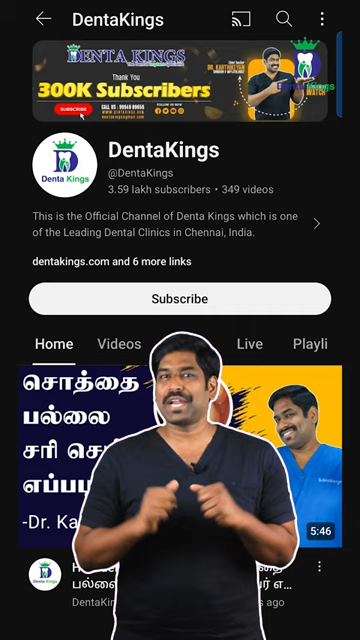 DentaKings
DENTA KINGS
Thank You
300K Subscribers
SUBSCRIBE
FOLLOW US
DR. KARTHIKEYAN
WATCH
Denta Kings
DentaKings
@DentaKings
3.59 lakh subscribers • 349 videos
This is the Official Channel of Denta Kings which is one
of the Leading Dental Clinics in Chennai, India.
dentakings.com and 6 more links
Subscribe
Home Videos Live Playli
சொத்தை
பல்லை
சரி
-Dr. Ka
5:46
Denta Kings